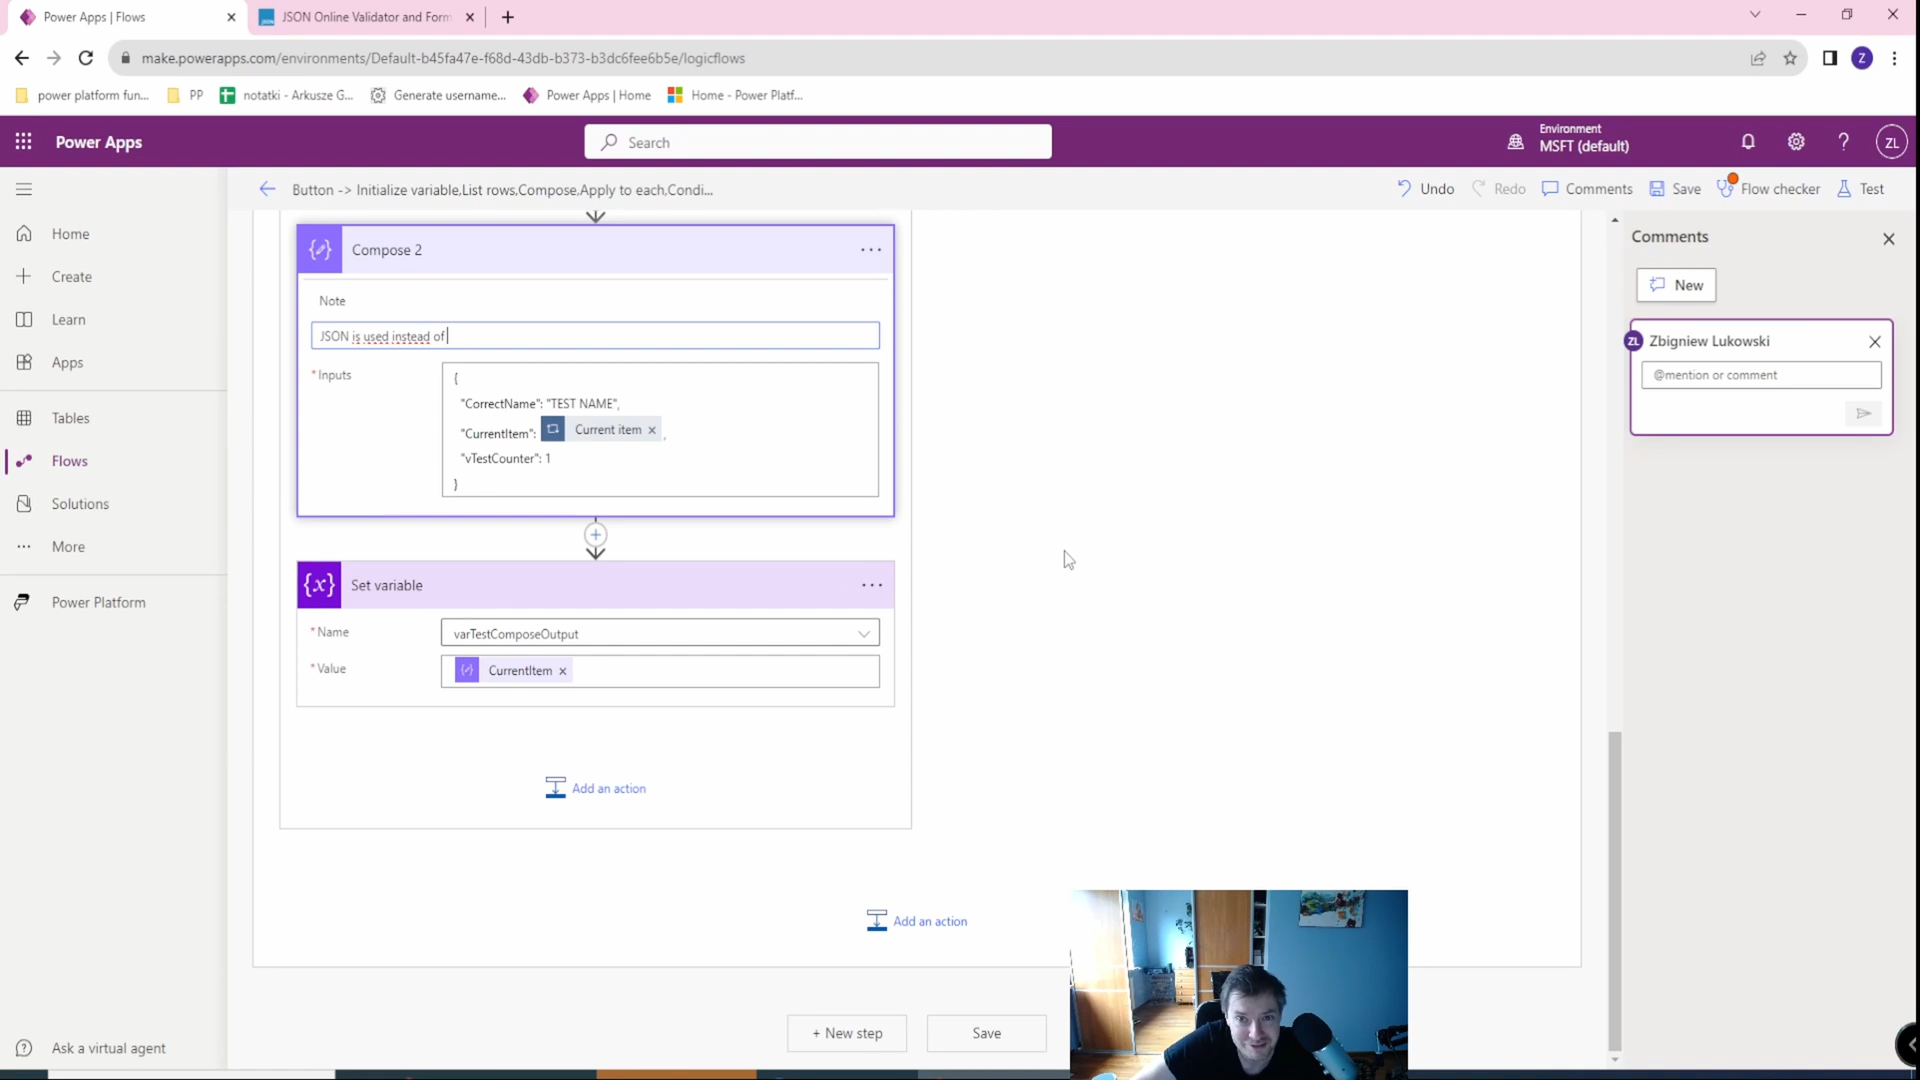 Power Apps | Flows
JSON Online Validator and Form
make.powerapps.com/environments/Default-b45fa47e-f68d-43db-b373-b3dc6fee6b5e/logicflows
Z
power platform fun...
PP
notatki - Arkusze G...
Generate username...
Power Apps | Home
Home - Power Platf...
Power Apps
Search
Environment
MSFT (default)
ZL
Button -> Initialize variable,List rows,Compose,Apply to each,Condi...
Undo
Redo
Comments
Save
Flow checker
Test
Home
Create
Learn
Apps
Tables
Flows
Solutions
More
Power Platform
Ask a virtual agent
Compose 2
Note
JSON is used instead of
*Inputs
{
"CorrectName": "TEST NAME",
"CurrentItem": Current item ,
"vTestCounter": 1
}
{x} Set variable
*Name
varTestComposeOutput
*Value
CurrentItem
Add an action
Add an action
+ New step
Save
Comments
New
ZL Zbigniew Lukowski
@mention or comment